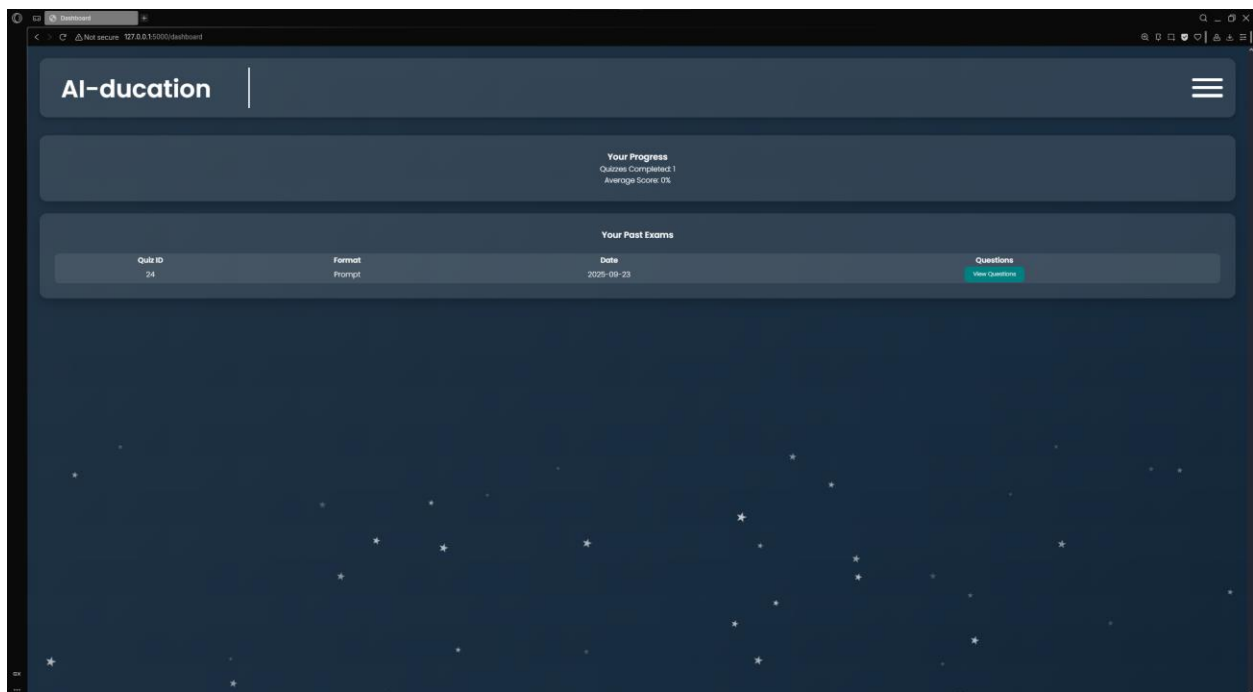 Dashboard
Not secure 127.0.0.1:5000/dashboard
AI-ducation
Your Progress
Quizzes Completed: 1
Average Score: 0%
Your Past Exams
Quiz ID Format Date Questions
24 Prompt 2025-09-23 View Questions